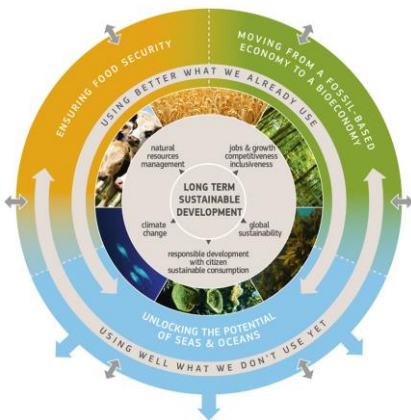 ENSURING FOOD SECURITY
MOVING FROM A FOSSIL-BASED
ECONOMY TO A BIOECONOMY
USING BETTER WHAT WE ALREADY USE
natural
resources
management
jobs & growth
competitiveness
inclusiveness
LONG TERM
SUSTAINABLE
DEVELOPMENT
climate
change
global
sustainability
responsible development
with citizen
sustainable consumption
UNLOCKING THE POTENTIAL
OF SEAS & OCEANS
USING WELL WHAT WE DON'T USE YET